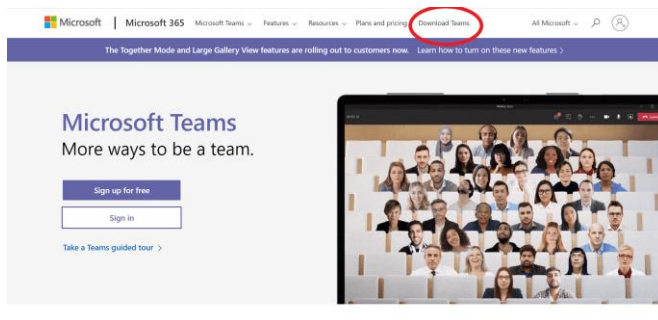 Microsoft | Microsoft 365 Microsoft Teams Features Resources Plans and pricing Download Teams All Microsoft
The Together Mode and Large Gallery View features are rolling out to customers now. Learn how to turn on these new features >
Microsoft Teams
More ways to be a team.
Sign up for free
Sign in
Take a Teams guided tour >